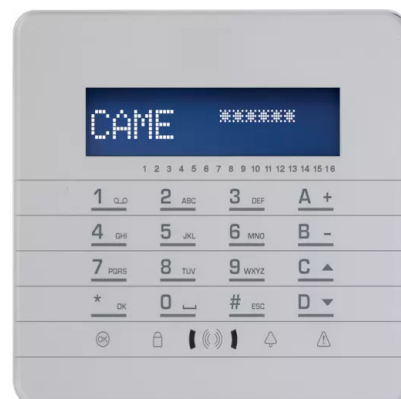 CAME ******
1 2 3 4 5 6 7 8 9 10 11 12 13 14 15 16
1 2 ABC 3 DEF A +
4 GHI 5 JKL 6 MNO B -
7 PQRS 8 TUV 9 WXYZ C ▲
* OK 0 # ESC D ▼
OK